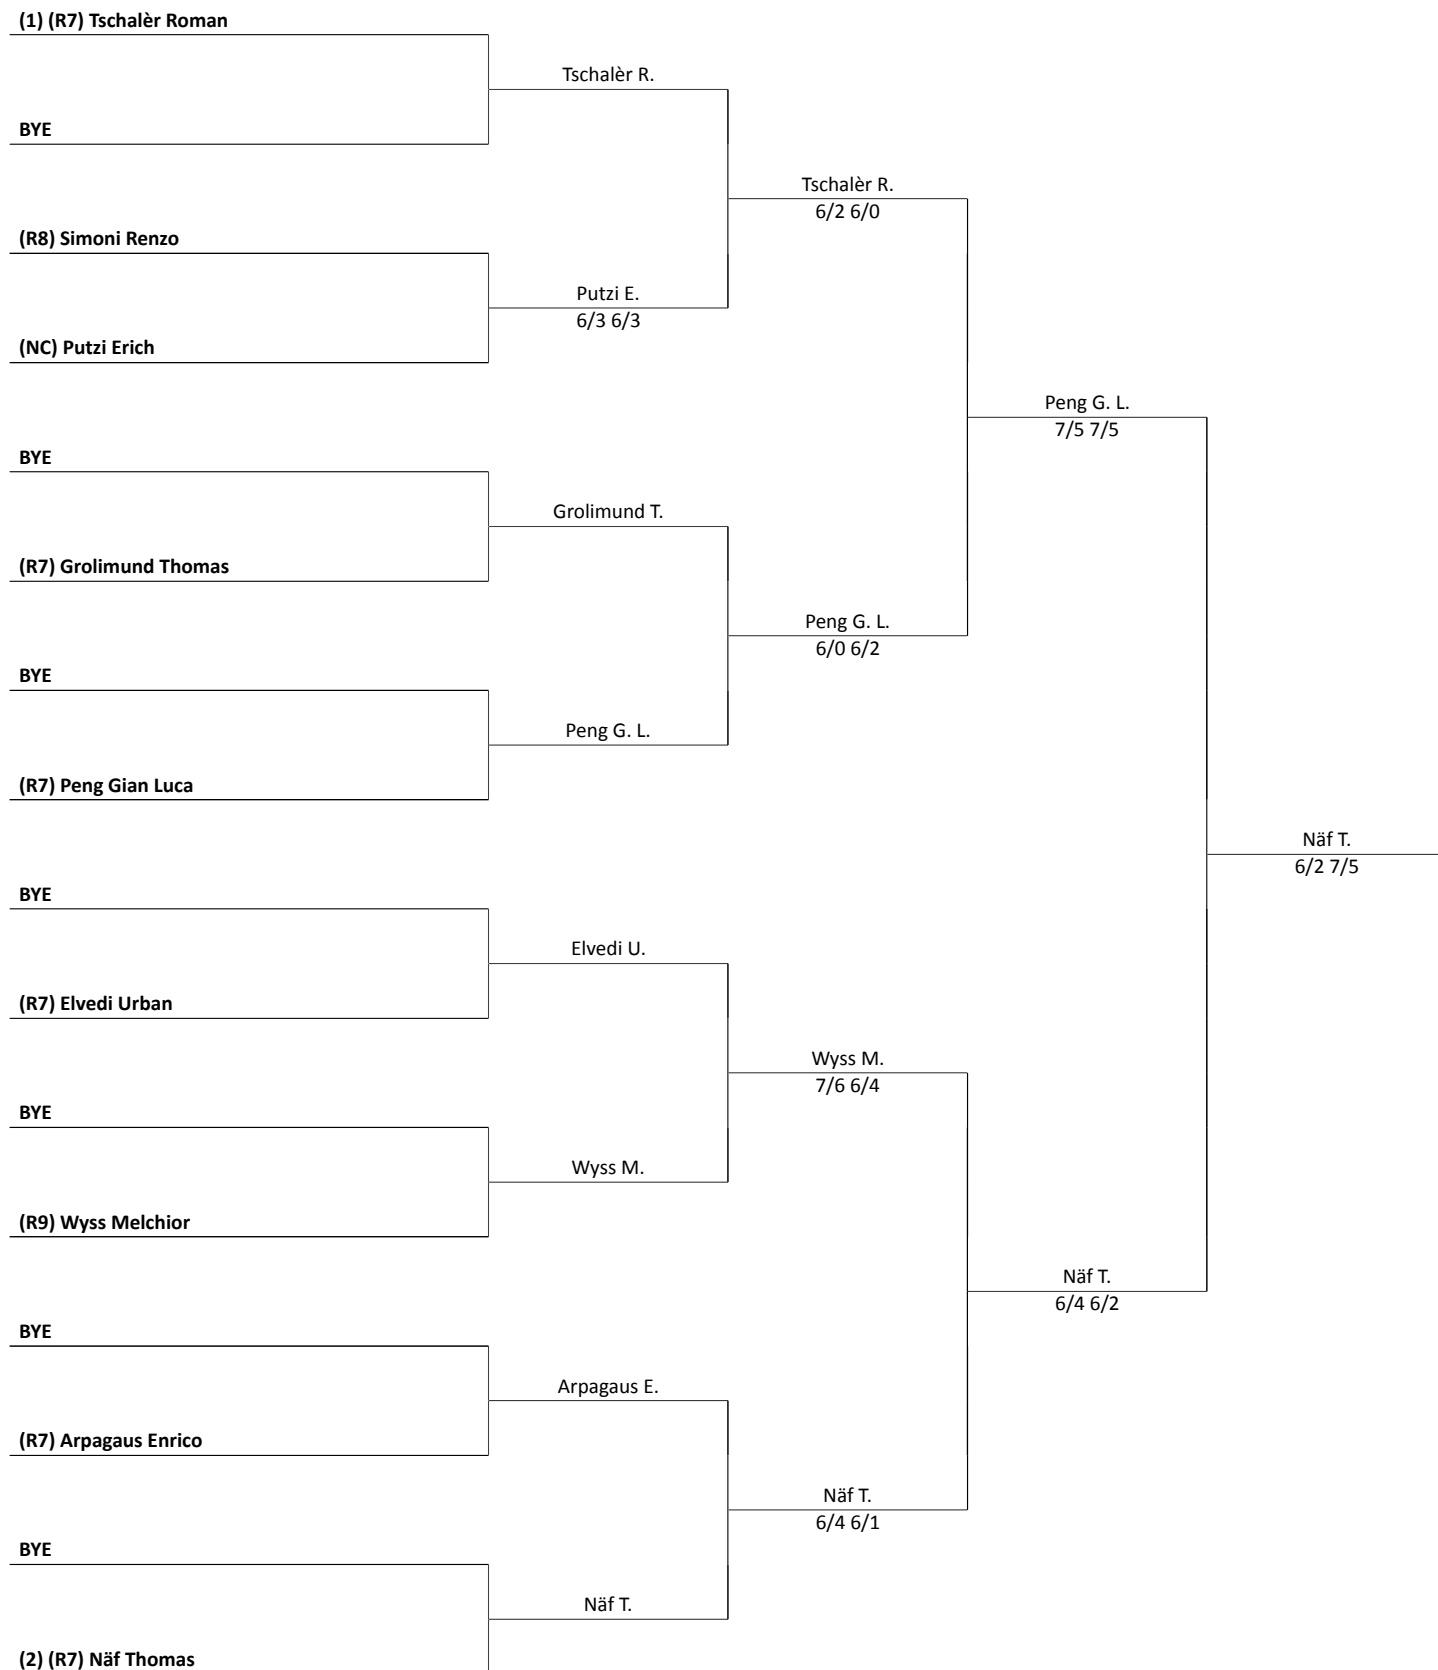 (1) (R7) Tschalèr Roman
Tschalèr R.
BYE
Tschalèr R.
6/2 6/0
(R8) Simoni Renzo
Putzi E.
6/3 6/3
(NC) Putzi Erich
Peng G. L.
7/5 7/5
BYE
Grolimund T.
(R7) Grolimund Thomas
Peng G. L.
6/0 6/2
BYE
Peng G. L.
(R7) Peng Gian Luca
Näf T.
6/2 7/5
BYE
Elvedi U.
(R7) Elvedi Urban
Wyss M.
7/6 6/4
BYE
Wyss M.
(R9) Wyss Melchior
Näf T.
6/4 6/2
BYE
Arpagaus E.
(R7) Arpagaus Enrico
Näf T.
6/4 6/1
BYE
Näf T.
(2) (R7) Näf Thomas